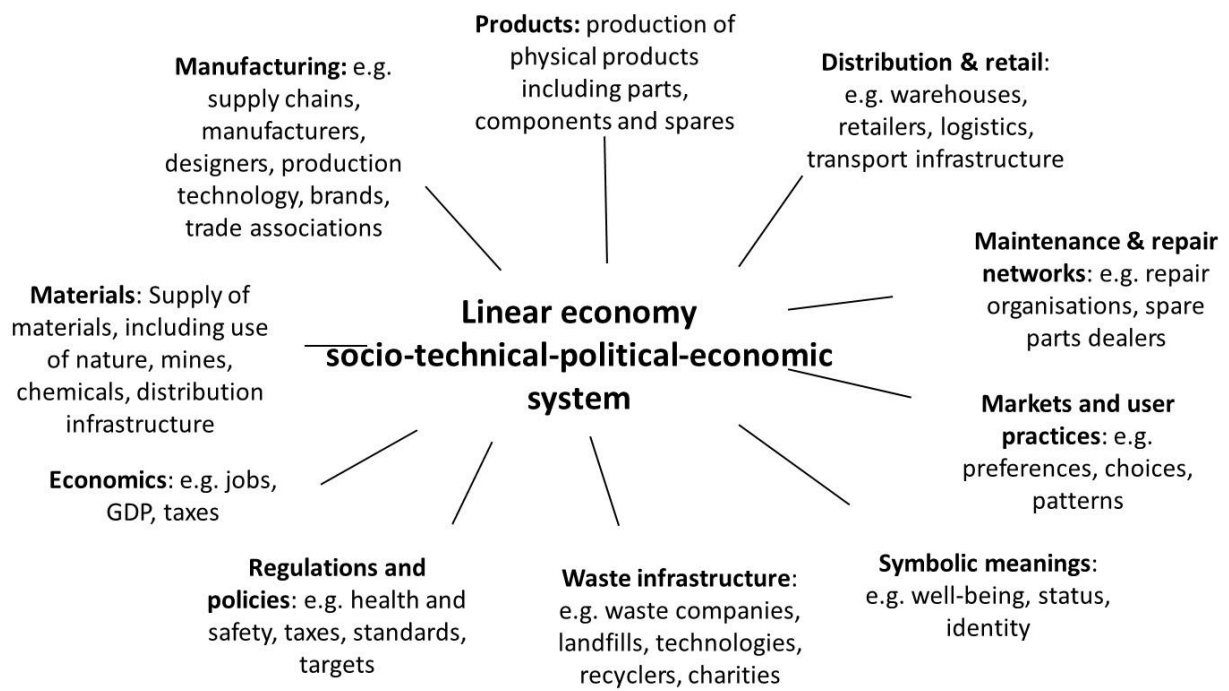 Products: production of
physical products
including parts,
components and spares
Manufacturing: e.g.
supply chains,
manufacturers,
designers, production
technology, brands,
trade associations
Distribution & retail:
e.g. warehouses,
retailers, logistics,
transport infrastructure
Maintenance & repair
networks: e.g. repair
organisations, spare
parts dealers
Materials: Supply of
materials, including use
of nature, mines,
chemicals, distribution
infrastructure
Linear economy
socio-technical-political-economic
system
Markets and user
practices: e.g.
preferences, choices,
patterns
Economics: e.g. jobs,
GDP, taxes
Regulations and
policies: e.g. health and
safety, taxes, standards,
targets
Waste infrastructure:
e.g. waste companies,
landfills, technologies,
recyclers, charities
Symbolic meanings:
e.g. well-being, status,
identity